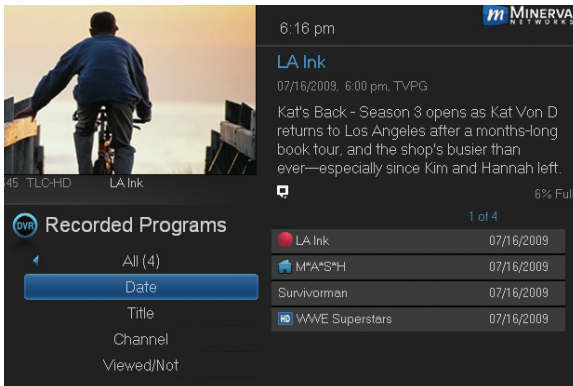 6:16 pm
m MINERVA
NETWORKS
LA Ink
07/16/2009, 6:00 pm, TVPG
Kat's Back - Season 3 opens as Kat Von D
returns to Los Angeles after a months-long
book tour, and the shop's busier than
ever—especially since Kim and Hannah left.
6% Full
645 TLC-HD LA Ink
DVR Recorded Programs
All (4)
Date
Title
Channel
Viewed/Not
1 of 4
LA Ink 07/16/2009
M*A*S*H 07/16/2009
Survivorman 07/16/2009
HD WWE Superstars 07/16/2009